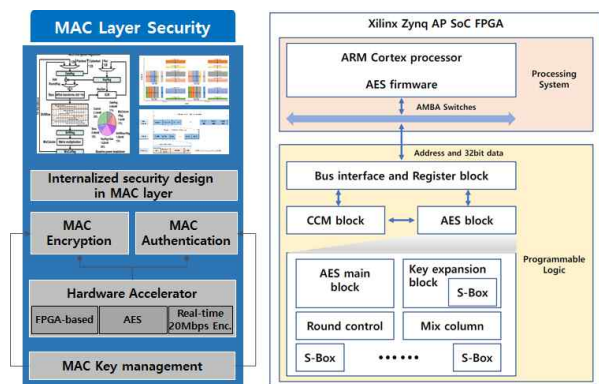 MAC Layer Security
Internalized security design
in MAC layer
MAC
Encryption
MAC
Authentication
Hardware Accelerator
FPGA-based
AES
Real-time
20Mbps Enc.
MAC Key management
Xilinx Zynq AP SoC FPGA
ARM Cortex processor
AES firmware
Processing
System
AMBA Switches
Address and 32bit data
Bus interface and Register block
CCM block
AES block
Programmable
Logic
AES main
block
Key expansion
block
S-Box
Round control
Mix column
S-Box
••••••
S-Box